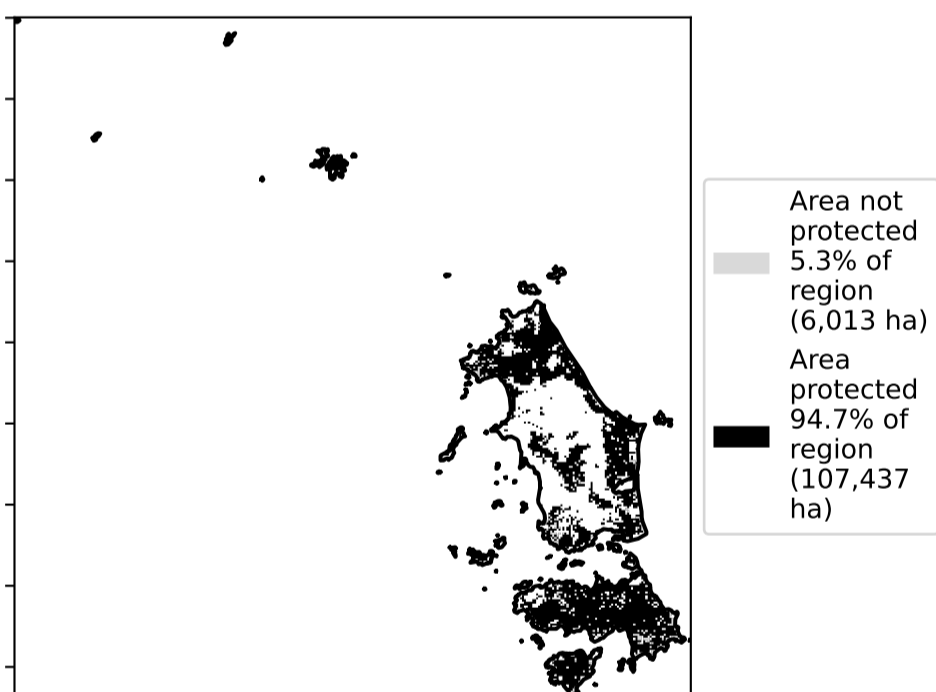 Area not
protected
5.3% of
region
(6,013 ha)
Area
protected
94.7% of
region
(107,437
ha)